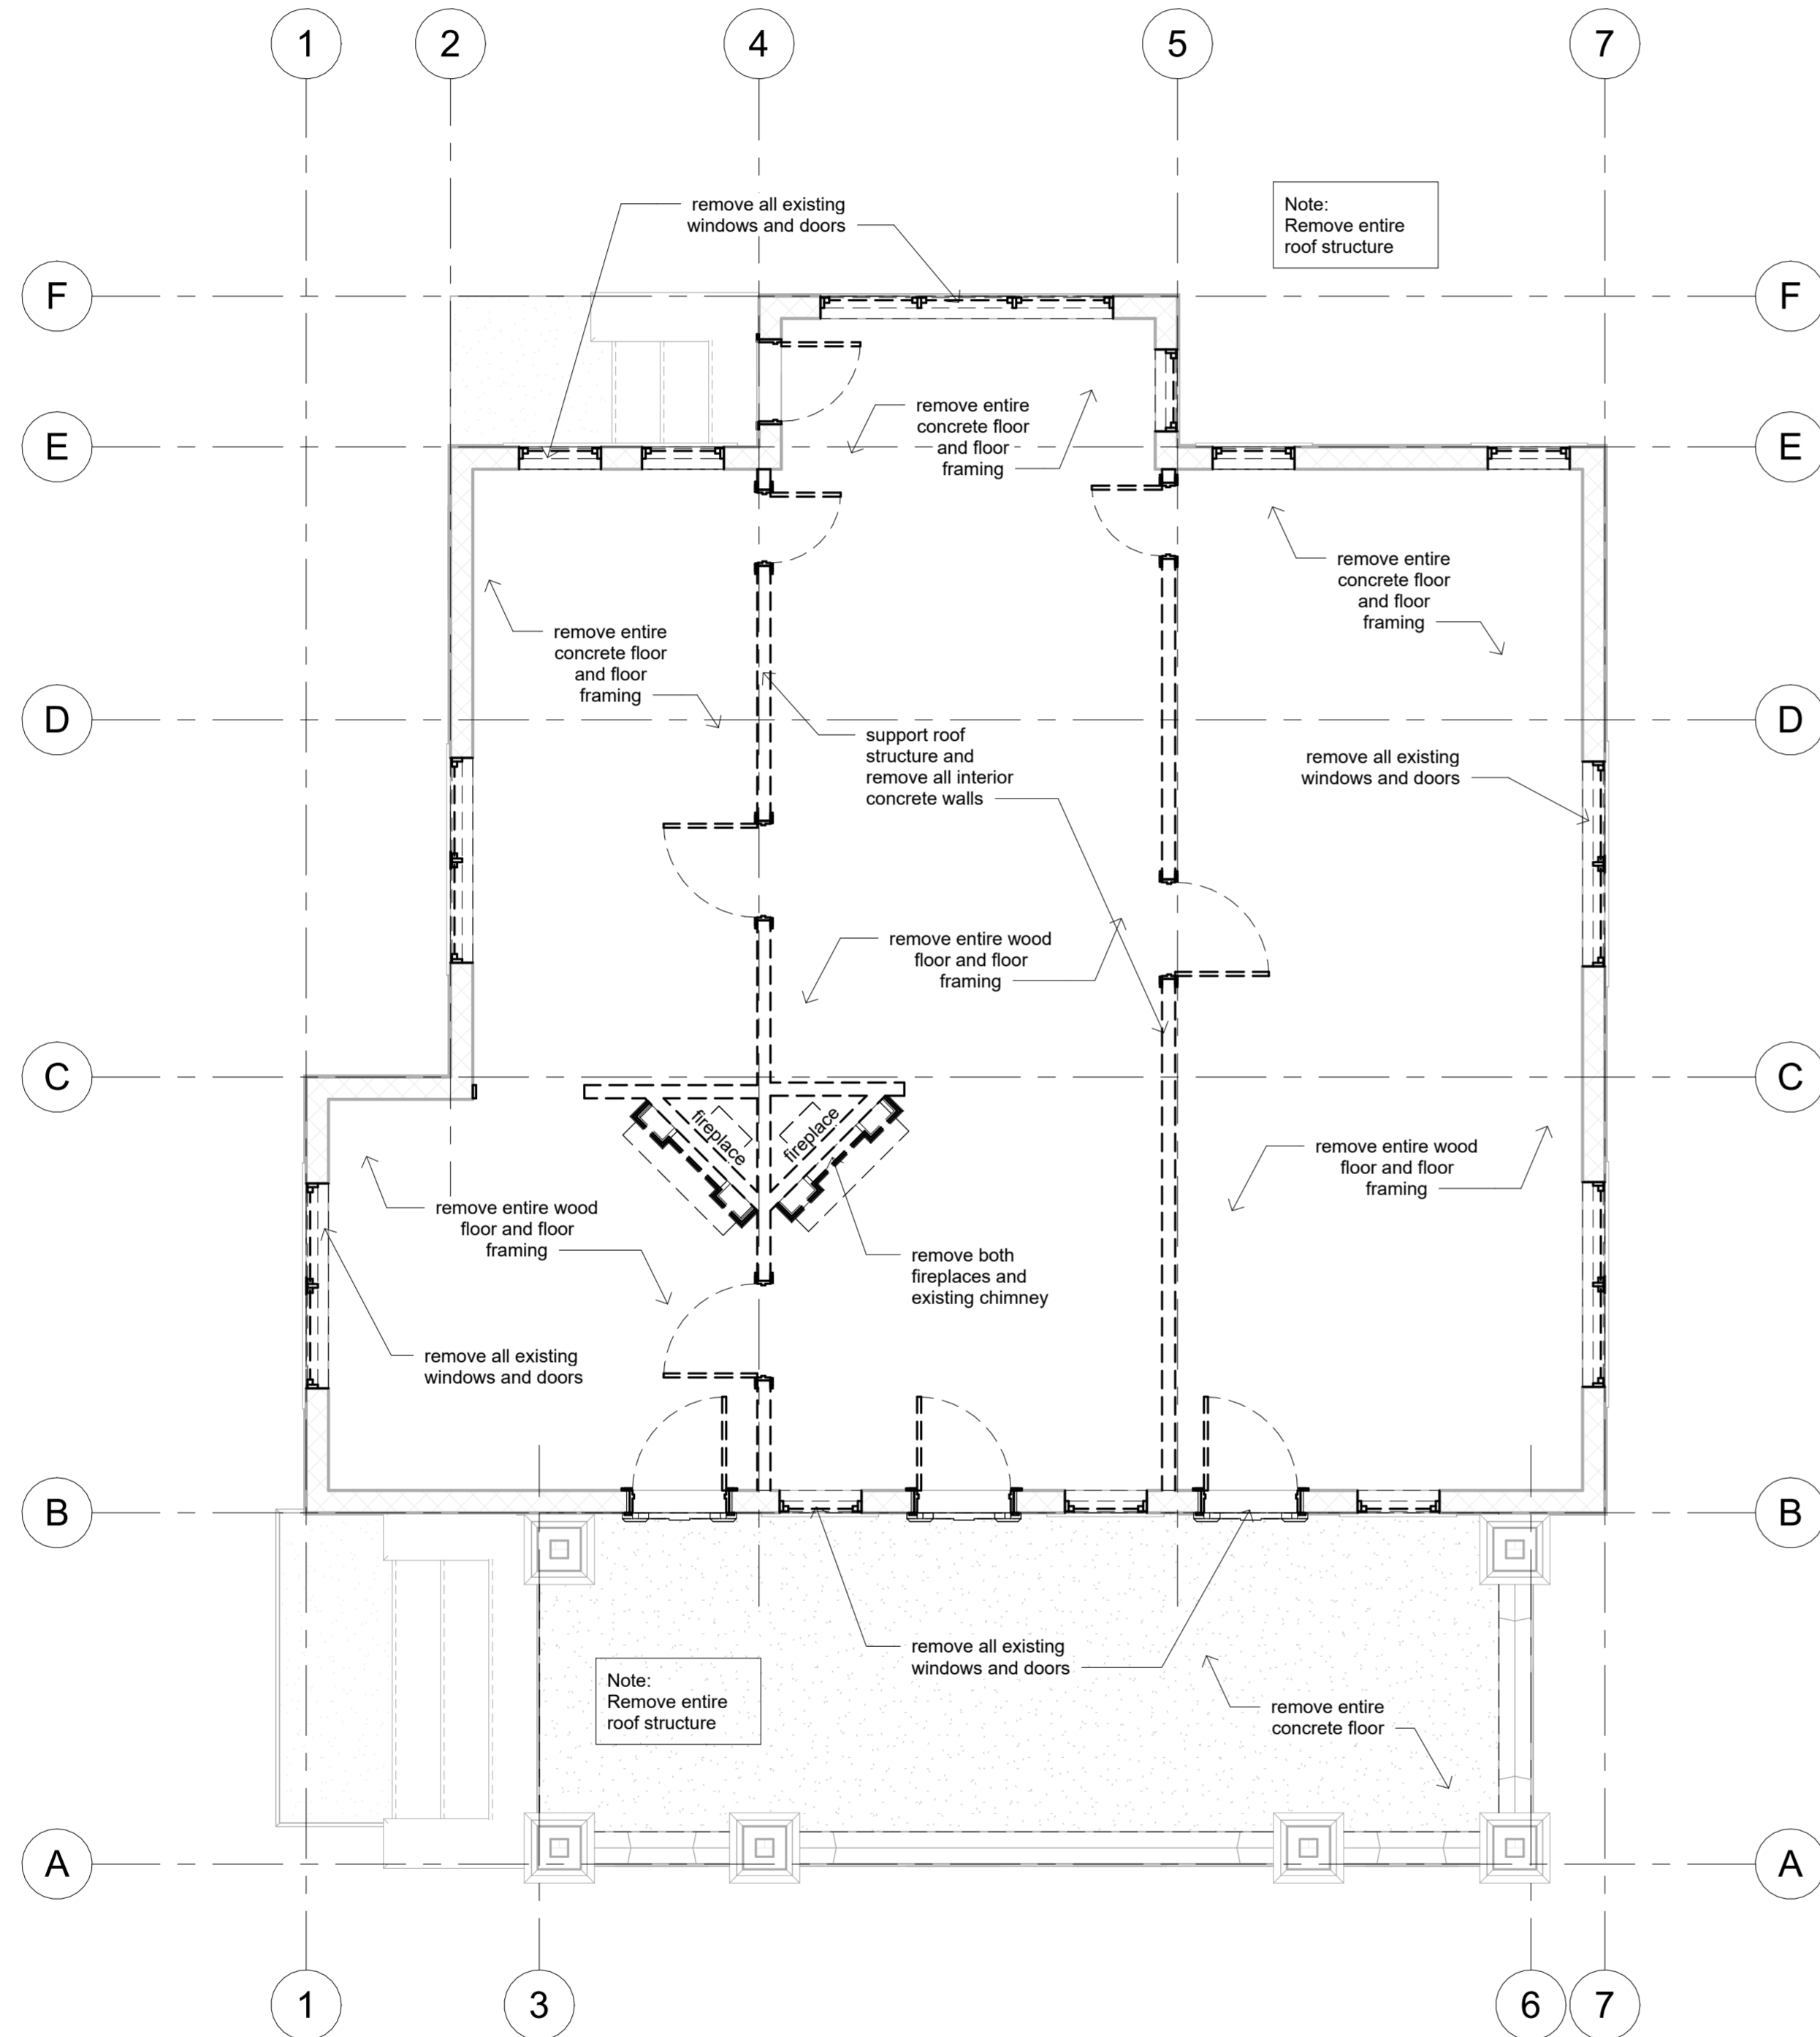 1
2
4
5
7
remove all existing
windows and doors
Note:
Remove entire
roof structure
F
F
remove entire
concrete floor
and floor
framing
E
E
remove entire
concrete floor
and floor
framing
remove entire
concrete floor
and floor
framing
D
D
support roof
structure and
remove all interior
concrete walls
remove all existing
windows and doors
remove entire wood
floor and floor
framing
C
C
fireplace
fireplace
remove entire wood
floor and floor
framing
remove entire wood
floor and floor
framing
remove both
fireplaces and
existing chimney
remove all existing
windows and doors
B
B
remove all existing
windows and doors
Note:
Remove entire
roof structure
remove entire
concrete floor
A
A
1
3
6
7